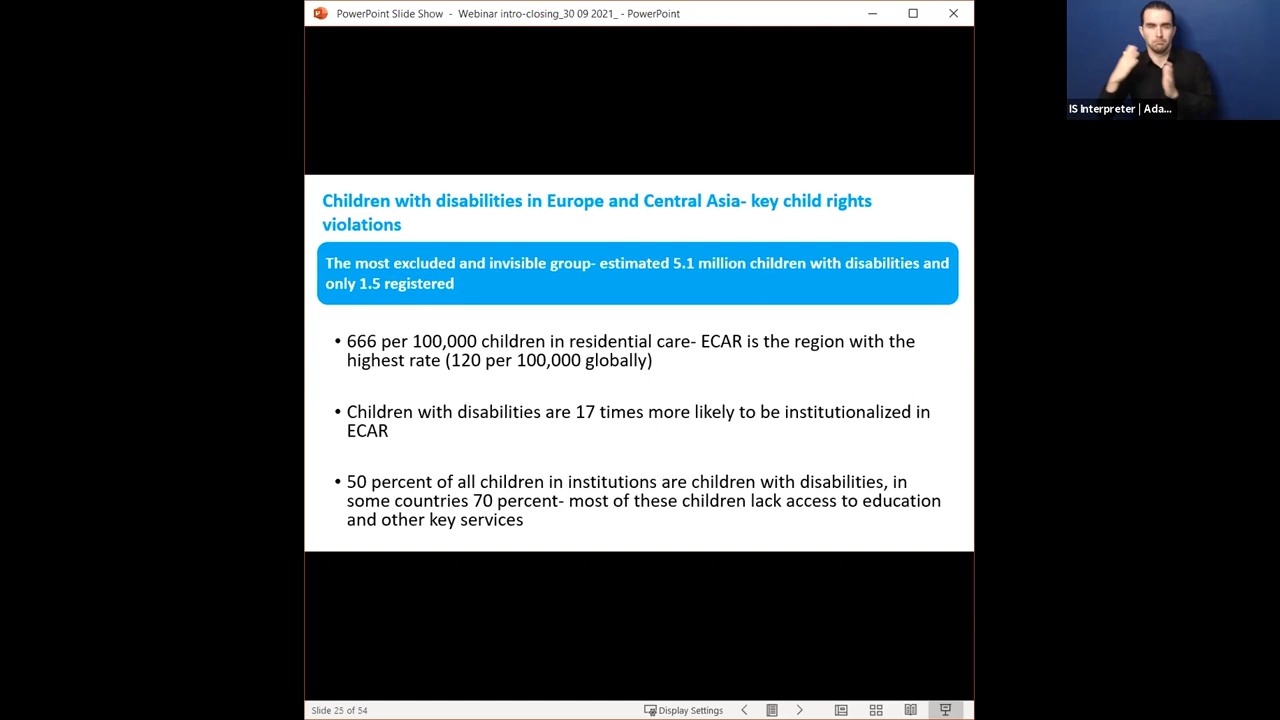 PowerPoint Slide Show - Webinar intro-closing_30 09 2021_ - PowerPoint
IS Interpreter | Ada...
Children with disabilities in Europe and Central Asia- key child rights
violations
The most excluded and invisible group- estimated 5.1 million children with disabilities and
only 1.5 registered
• 666 per 100,000 children in residential care- ECAR is the region with the
highest rate (120 per 100,000 globally)
• Children with disabilities are 17 times more likely to be institutionalized in
ECAR
• 50 percent of all children in institutions are children with disabilities, in
some countries 70 percent- most of these children lack access to education
and other key services
Slide 25 of 54
Display Settings